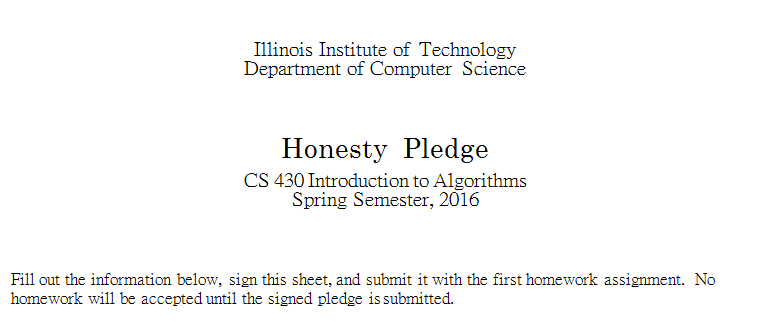 Illinois Institute of Technology
Department of Computer Science
Honesty Pledge
CS 430 Introduction to Algorithms
Spring Semester, 2016
Fill out the information below, sign this sheet, and submit it with the first homework assignment. No
homework will be accepted until the signed pledge is submitted.